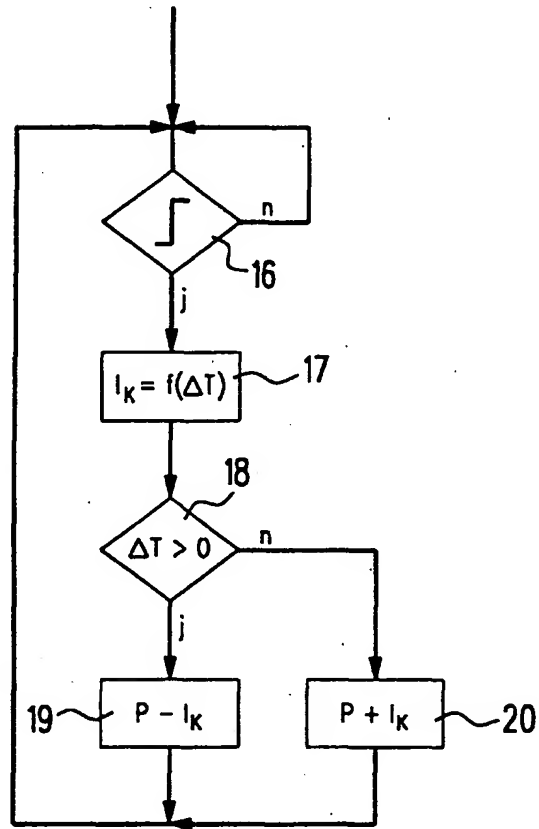 n
16
j
I_K = f(ΔT)
17
18
ΔT > 0
n
j
19
P − I_K
P + I_K
20